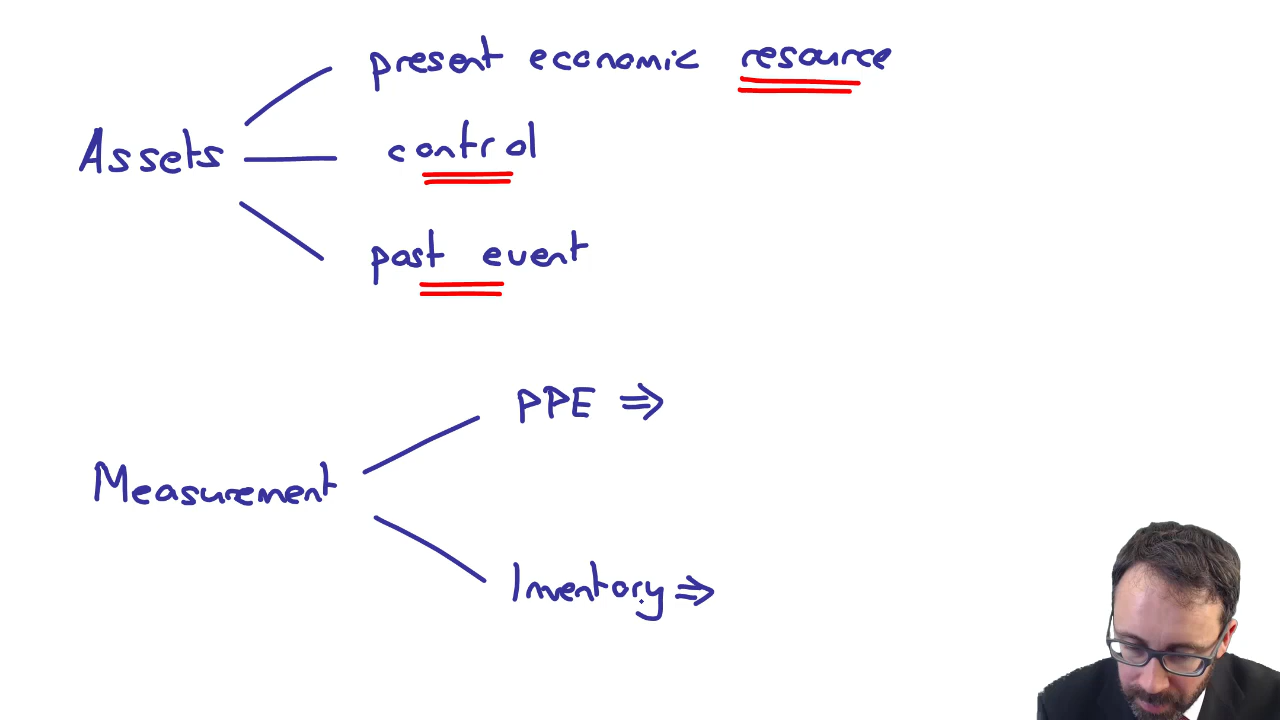 present economic resource
Assets
control
past event
PPE ⇒
Measurement
Inventory ⇒